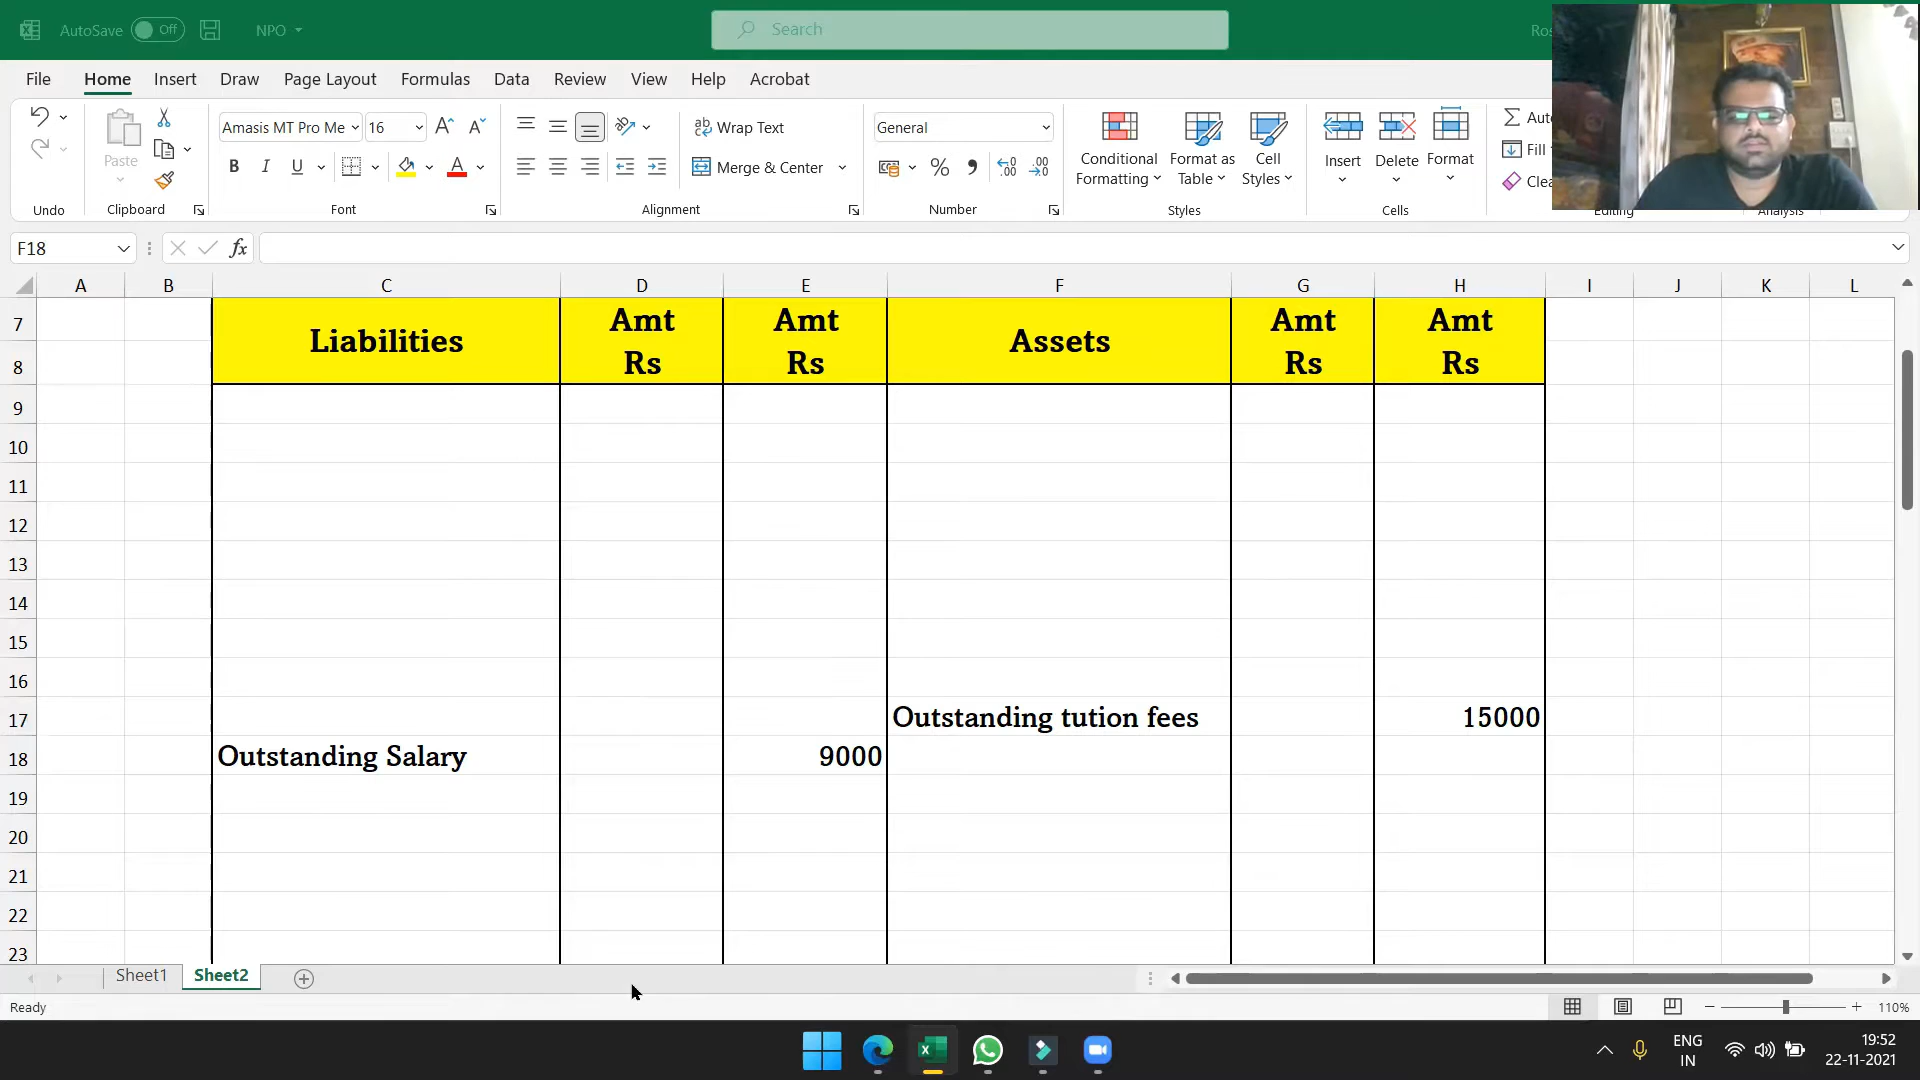 AutoSave Off NPO Search
File Home Insert Draw Page Layout Formulas Data Review View Help Acrobat
Paste
Amasis MT Pro Me 16
B I U
Wrap Text
Merge & Center
General
Conditional Formatting
Format as Table
Cell Styles
Insert
Delete
Format
Fill
Undo Clipboard Font Alignment Number Styles Cells Editing Analysis
F18 fx
A B C D E F G H I J K L
7 Liabilities Amt Amt Assets Amt Amt
8 Rs Rs Rs Rs
9
10
11
12
13
14
15
16
17 Outstanding tution fees 15000
18 Outstanding Salary 9000
19
20
21
22
23
Sheet1 Sheet2
Ready 110%
ENG 19:52
IN 22-11-2021